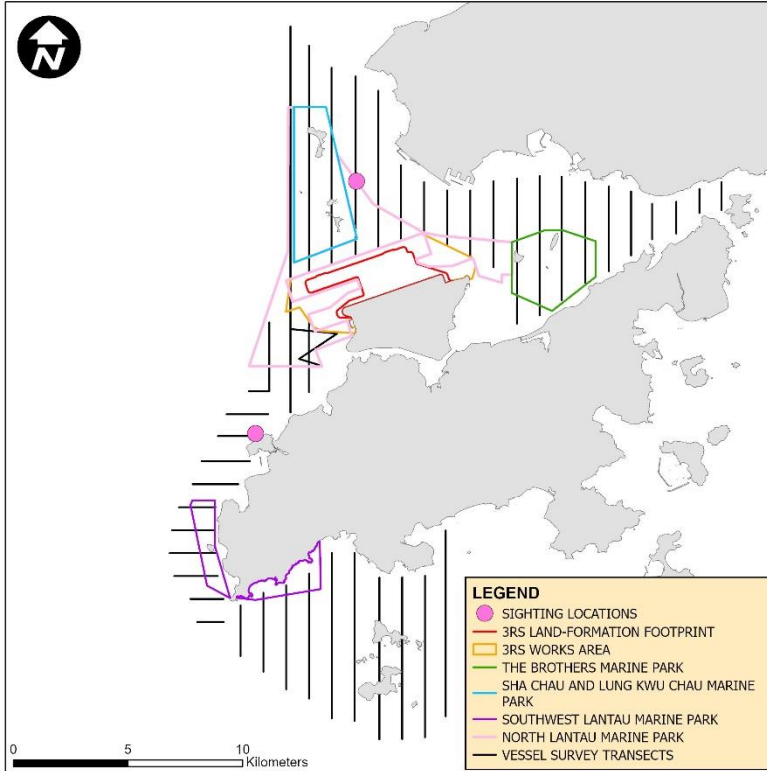 N
LEGEND
SIGHTING LOCATIONS
3RS LAND-FORMATION FOOTPRINT
3RS WORKS AREA
THE BROTHERS MARINE PARK
SHA CHAU AND LUNG KWU CHAU MARINE
PARK
SOUTHWEST LANTAU MARINE PARK
NORTH LANTAU MARINE PARK
VESSEL SURVEY TRANSECTS
0 5 10
Kilometers